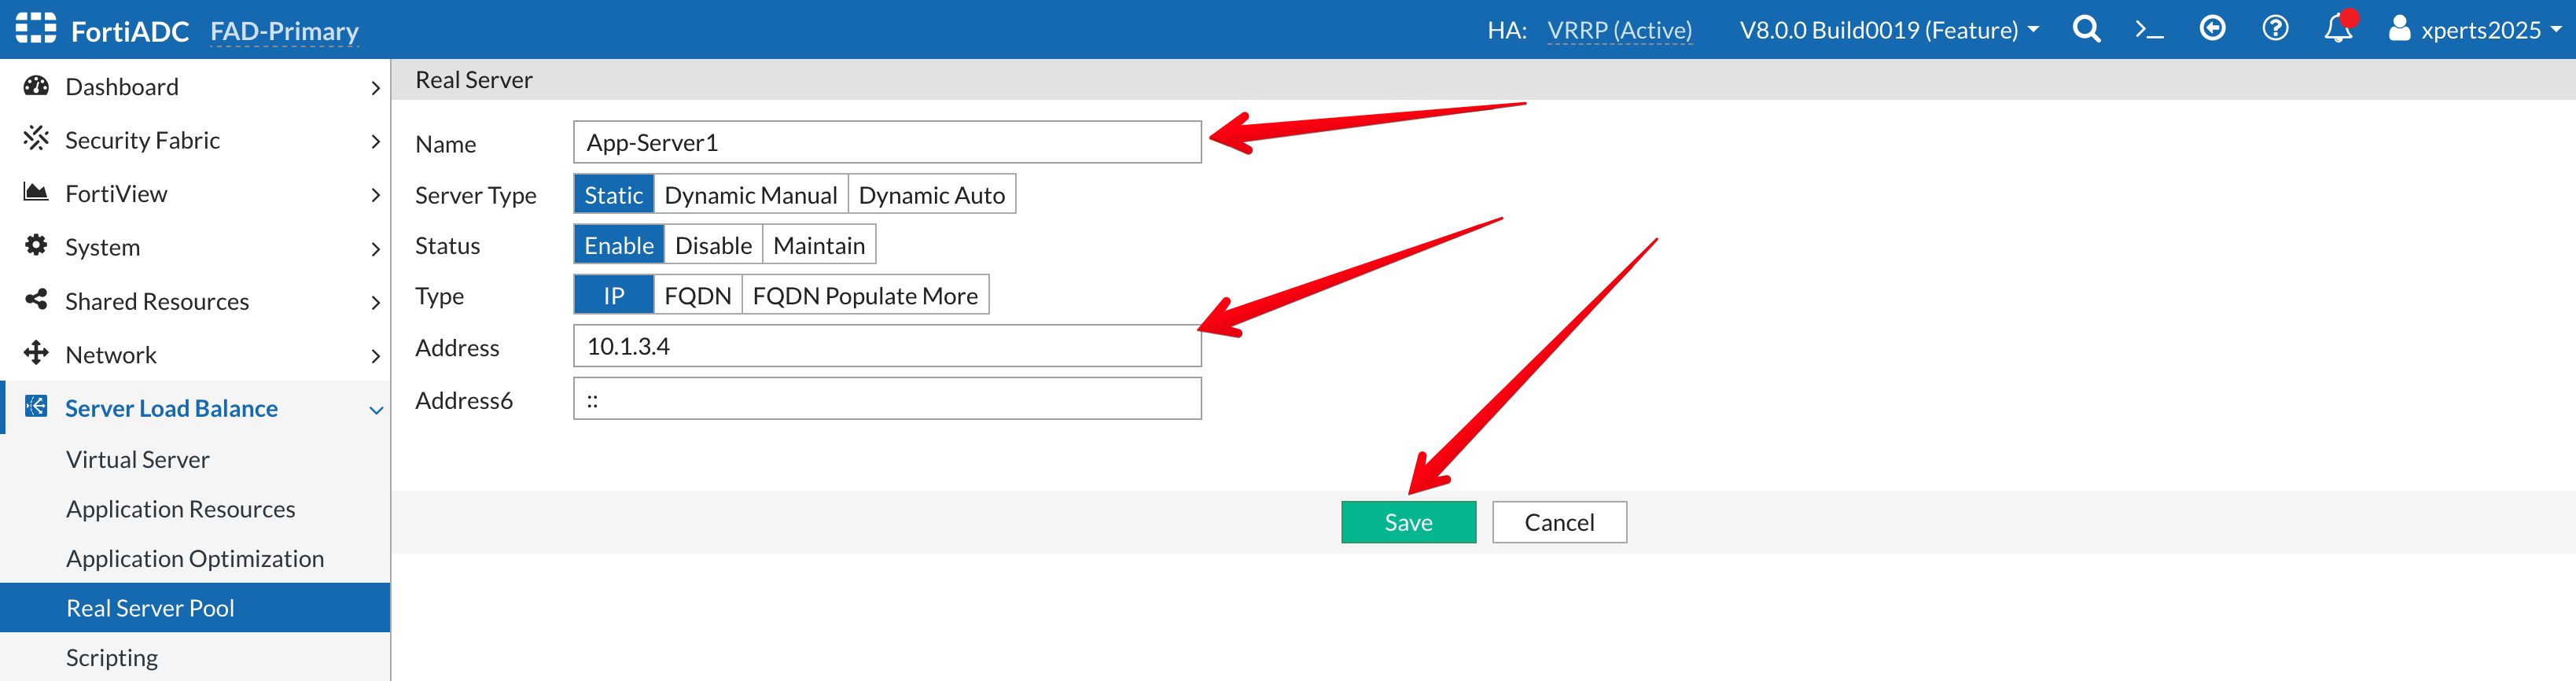 FortiADC FAD-Primary HA: VRRP (Active) V8.0.0 Build0019 (Feature) xperts2025
Dashboard
Security Fabric
FortiView
System
Shared Resources
Network
Server Load Balance
Virtual Server
Application Resources
Application Optimization
Real Server Pool
Scripting
Real Server
Name App-Server1
Server Type Static Dynamic Manual Dynamic Auto
Status Enable Disable Maintain
Type IP FQDN FQDN Populate More
Address 10.1.3.4
Address6 ::
Save Cancel